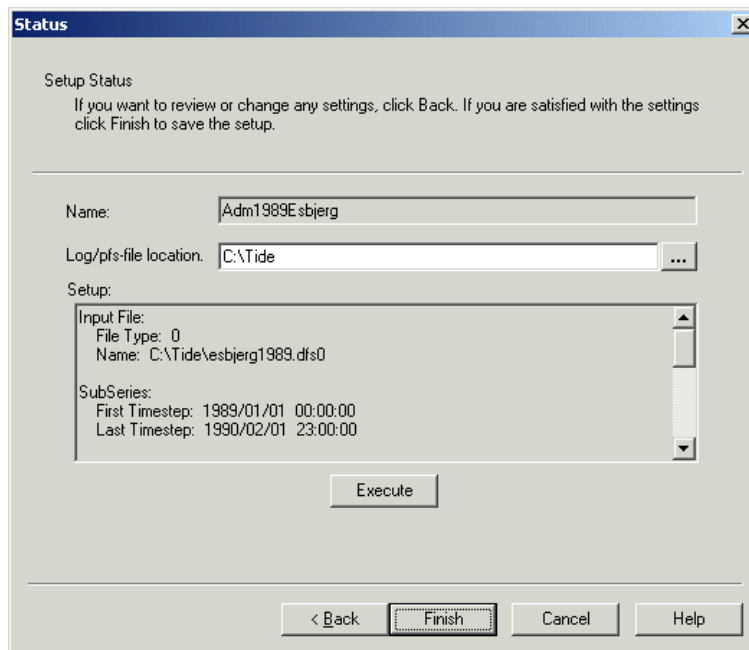 Status
Setup Status
If you want to review or change any settings, click Back. If you are satisfied with the settings
click Finish to save the setup.
Name: Adm1989Esbjerg
Log/pfs-file location. C:\Tide ...
Setup:
Input File:
File Type: 0
Name: C:\Tide\esbjerg1989.dfs0
SubSeries:
First Timestep: 1989/01/01 00:00:00
Last Timestep: 1990/02/01 23:00:00
Execute
< Back Finish Cancel Help